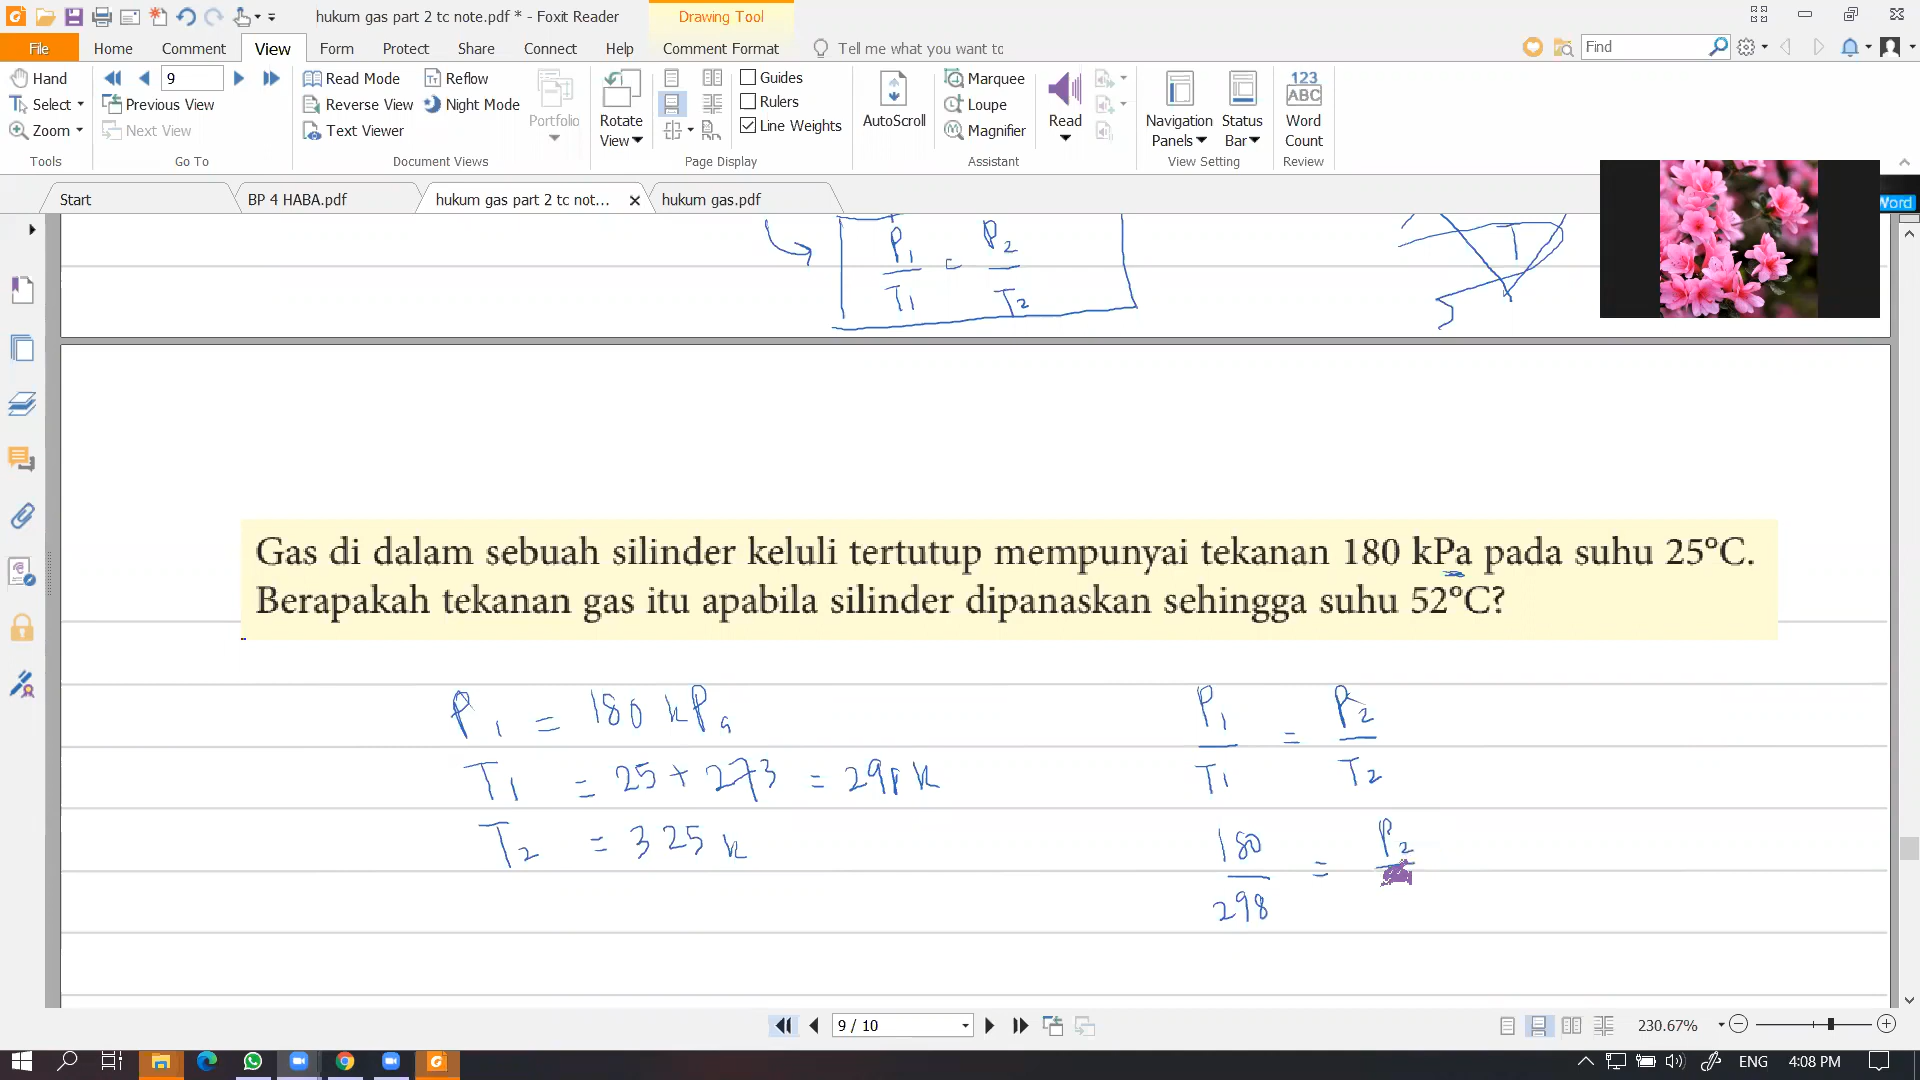 hukum gas part 2 tc note.pdf * - Foxit Reader
Drawing Tool
File Home Comment View Form Protect Share Connect Help Comment Format Tell me what you want to
Find
Hand
Select
Zoom
Tools
9
Previous View
Next View
Go To
Read Mode
Reverse View
Text Viewer
Reflow
Night Mode
Document Views
Portfolio
Rotate View
Guides
Rulers
Line Weights
Page Display
AutoScroll
Marquee
Loupe
Magnifier
Assistant
Read
Navigation Panels
Status Bar
View Setting
123 ABC
Word Count
Review
Start
BP 4 HABA.pdf
hukum gas part 2 tc not...
hukum gas.pdf
Word
P1/T1 = P2/T2
T
Gas di dalam sebuah silinder keluli tertutup mempunyai tekanan 180 kPa pada suhu 25°C.
Berapakah tekanan gas itu apabila silinder dipanaskan sehingga suhu 52°C?
P1 = 180 kPa
T1 = 25 + 273 = 298 K
T2 = 325 K
P1/T1 = P2/T2
180/298 = P2
9 / 10
230.67%
ENG
4:08 PM